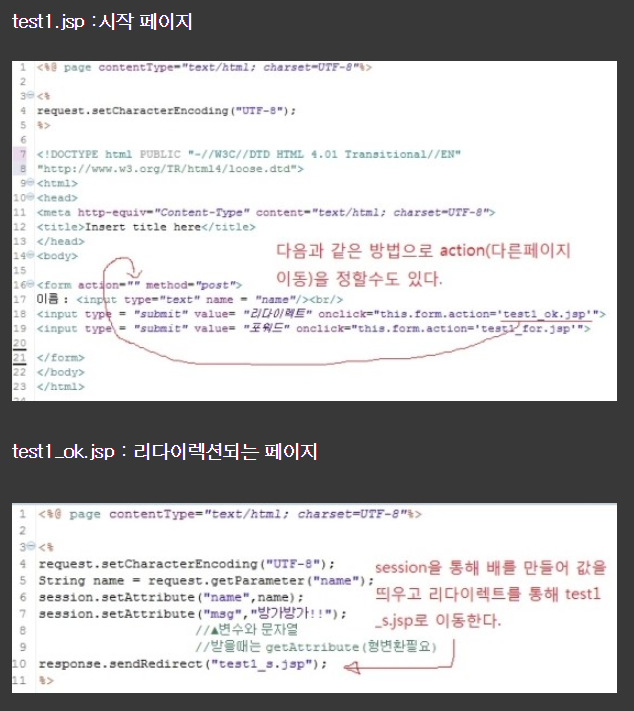 test1.jsp :시작 페이지
1 <%@ page contentType="text/html; charset=UTF-8"%>
2
3 <%
4 request.setCharacterEncoding("UTF-8");
5 %>
6
7 <!DOCTYPE html PUBLIC "-//W3C//DTD HTML 4.01 Transitional//EN"
8 "http://www.w3.org/TR/html4/loose.dtd">
9 <html>
10 <head>
11 <meta http-equiv="Content-Type" content="text/html; charset=UTF-8">
12 <title>Insert title here</title>
13 </head>
14 <body>
다음과 같은 방법으로 action(다른페이지
이동)을 정할수도 있다.
15
16 <form action="" method="post">
17 이름 : <input type="text" name = "name"/><br/>
18 <input type = "submit" value= "리다이렉트" onclick="this.form.action='test1_ok.jsp'">
19 <input type = "submit" value= "포워드" onclick="this.form.action='test1_for.jsp'">
20
21 </form>
22 </body>
23 </html>
24
test1_ok.jsp : 리다이렉션되는 페이지
1 <%@ page contentType="text/html; charset=UTF-8"%>
2
3 <%
4 request.setCharacterEncoding("UTF-8");
5 String name = request.getParameter("name");
6 session.setAttribute("name",name);
7 session.setAttribute("msg","방가방가!!");
8 //▲변수와 문자열
9 //받을때는 getAttribute(형변환필요)
10 response.sendRedirect("test1_s.jsp");
11 %>
session을 통해 배를 만들어 값을
띄우고 리다이렉트를 통해 test1
_s.jsp로 이동한다.